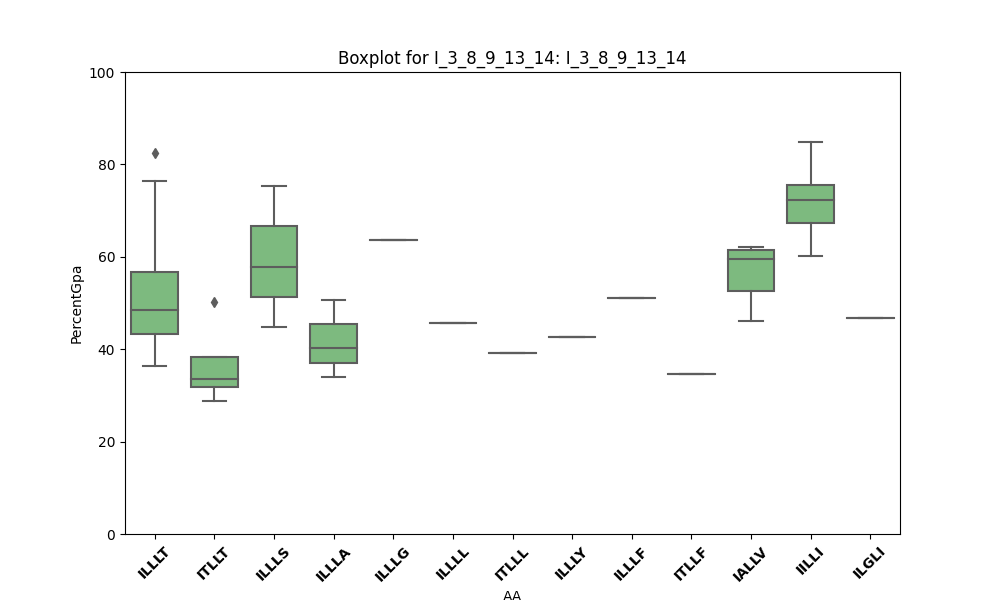 Boxplot for I_3_8_9_13_14: I_3_8_9_13_14
100
80
60
40
20
0
PercentGpa
ILLLT ITLLT ILLLS ILLLA ILLLG ILLLL ITLLL ILLLY ILLLF ITLLF IALLV IILLI ILGLI
AA